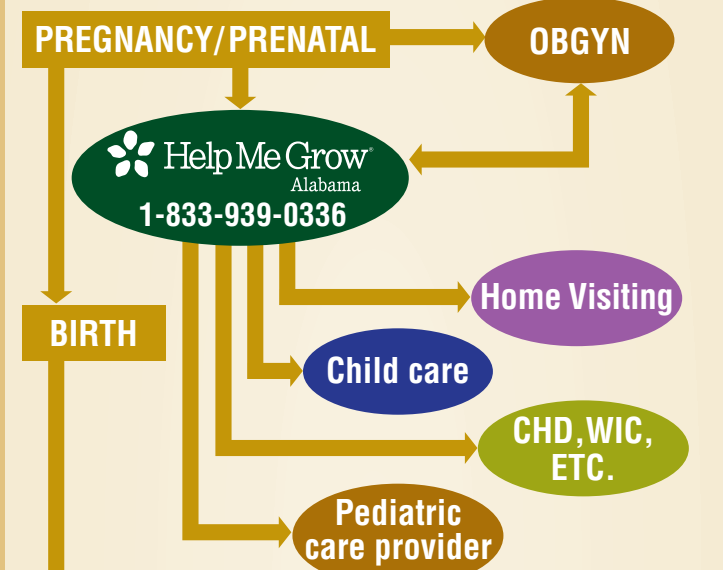 PREGNANCY/PRENATAL
OBGYN
Help Me Grow®
Alabama
1-833-939-0336
Home Visiting
BIRTH
Child care
CHD, WIC,
ETC.
Pediatric
care provider